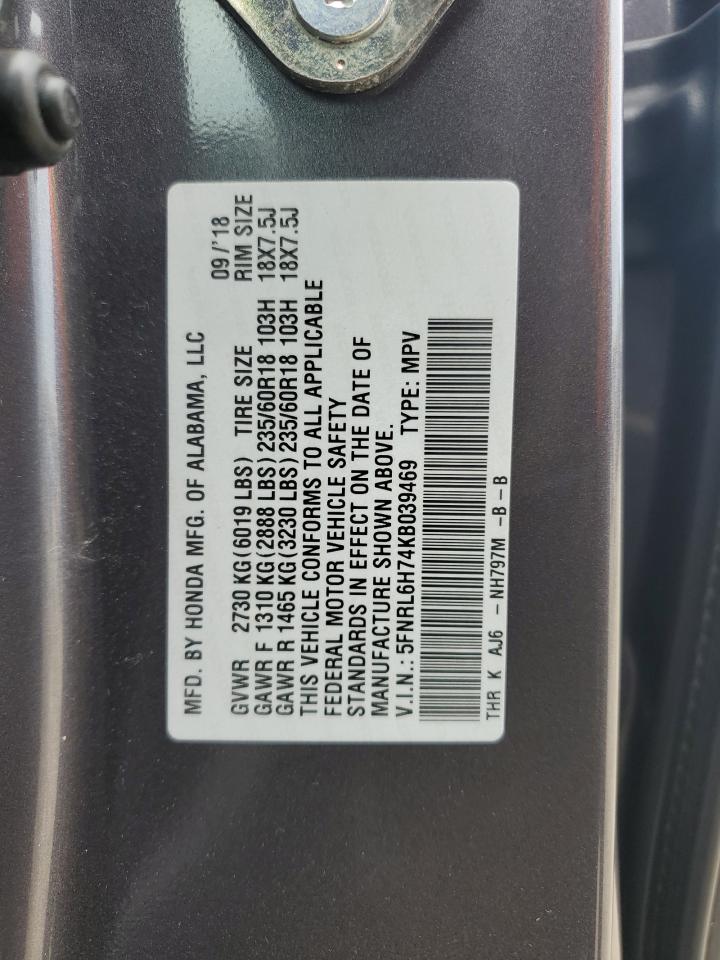 MFD. BY HONDA MFG. OF ALABAMA, LLC 09/'18
GVWR 2730 KG(6019 LBS) TIRE SIZE RIM SIZE
GAWR F 1310 KG(2888 LBS)235/60R18 103H 18X7.5J
GAWR R 1465 KG(3230 LBS)235/60R18 103H 18X7.5J
THIS VEHICLE CONFORMS TO ALL APPLICABLE
FEDERAL MOTOR VEHICLE SAFETY
STANDARDS IN EFFECT ON THE DATE OF
MANUFACTURE SHOWN ABOVE.
V.I.N.: 5FNRL6H74KB039469 TYPE: MPV
THR K AJ6 - NH797M -B-B